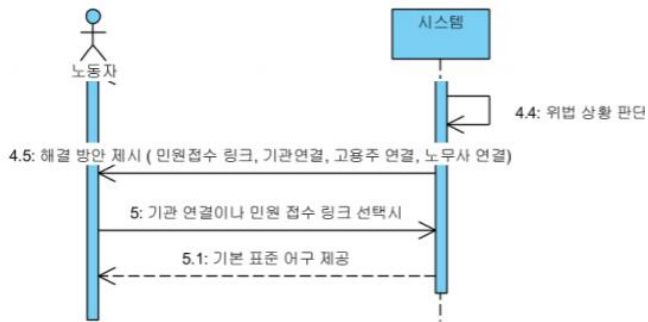 시스템
노동자
4.4: 위법 상황 판단
4.5: 해결 방안 제시 ( 민원접수 링크, 기관연결, 고용주 연결, 노무사 연결)
5: 기관 연결이나 민원 접수 링크 선택시
5.1: 기본 표준 어구 제공